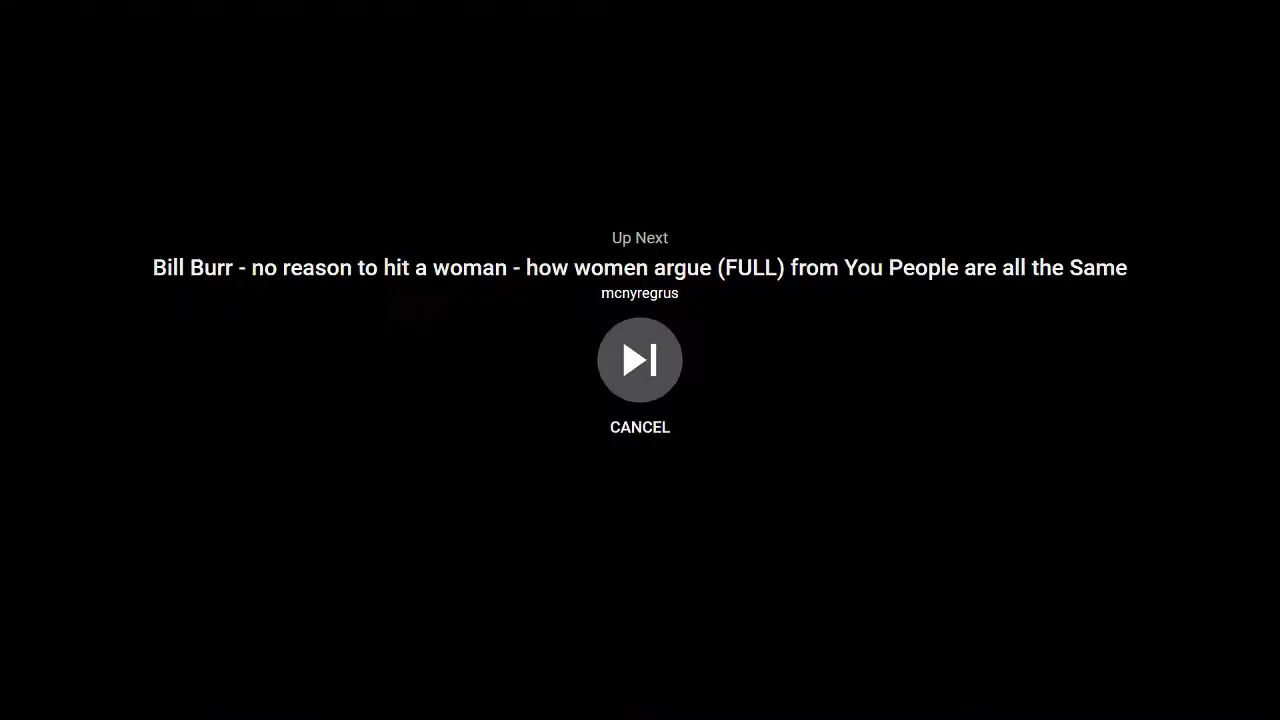 Up Next
Bill Burr - no reason to hit a woman - how women argue (FULL) from You People are all the Same
mcnyregrus
CANCEL